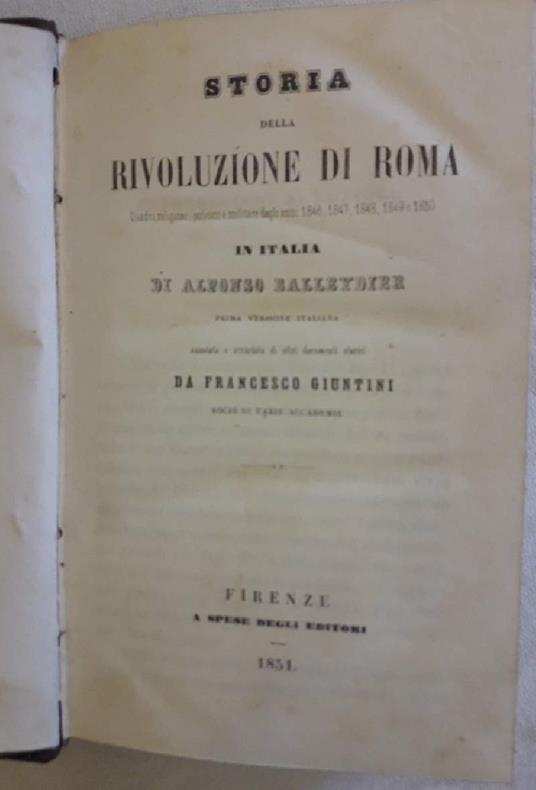 STORIA
DELLA
RIVOLUZIONE DI ROMA
Quadro religioso, politico e militare degli anni 1846, 1847, 1848, 1849 e 1850
IN ITALIA
DI ALFONSO BALLEYDIER
PRIMA VERSIONE ITALIANA
annotata e arricchita di altri documenti storici
DA FRANCESCO GIUNTINI
SOCIO DI VARIE ACCADEMIE
FIRENZE
A SPESE DEGLI EDITORI
1851.